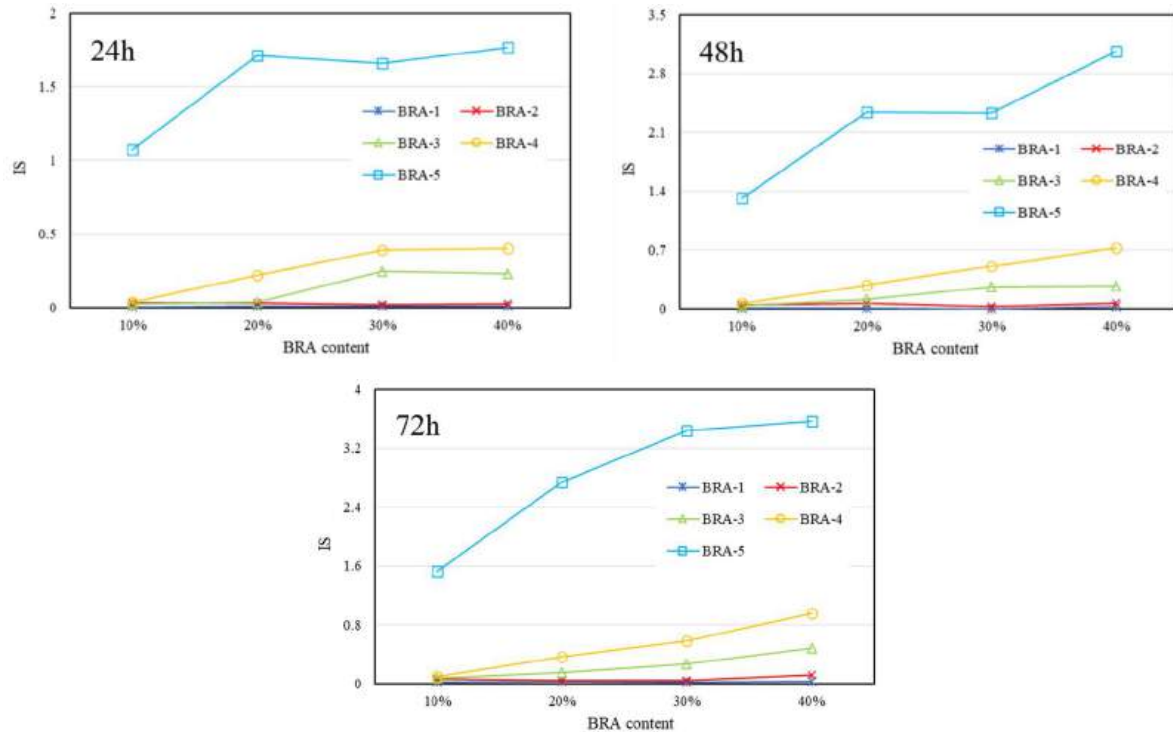 24h
2
1.5
1
0.5
0
IS
10% 20% 30% 40%
BRA content
BRA-1 BRA-2
BRA-3 BRA-4
BRA-5
48h
3.5
2.8
2.1
1.4
0.7
0
IS
10% 20% 30% 40%
BRA content
BRA-1 BRA-2
BRA-3 BRA-4
BRA-5
72h
4
3.2
2.4
1.6
0.8
0
IS
10% 20% 30% 40%
BRA content
BRA-1 BRA-2
BRA-3 BRA-4
BRA-5